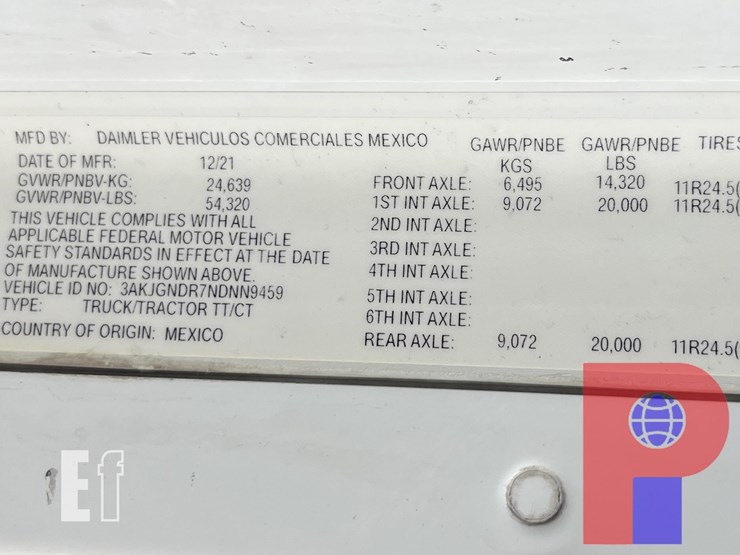 MFD BY: DAIMLER VEHICULOS COMERCIALES MEXICO
DATE OF MFR: 12/21
GVWR/PNBV-KG: 24,639
GVWR/PNBV-LBS: 54,320
THIS VEHICLE COMPLIES WITH ALL
APPLICABLE FEDERAL MOTOR VEHICLE
SAFETY STANDARDS IN EFFECT AT THE DATE
OF MANUFACTURE SHOWN ABOVE.
VEHICLE ID NO: 3AKJGNDR7NDNN9459
TYPE: TRUCK/TRACTOR TT/CT
COUNTRY OF ORIGIN: MEXICO
GAWR/PNBE GAWR/PNBE TIRES
KGS LBS
FRONT AXLE: 6,495 14,320 11R24.5(
1ST INT AXLE: 9,072 20,000 11R24.5(
2ND INT AXLE:
3RD INT AXLE:
4TH INT AXLE:
5TH INT AXLE:
6TH INT AXLE:
REAR AXLE: 9,072 20,000 11R24.5(
Ef
P